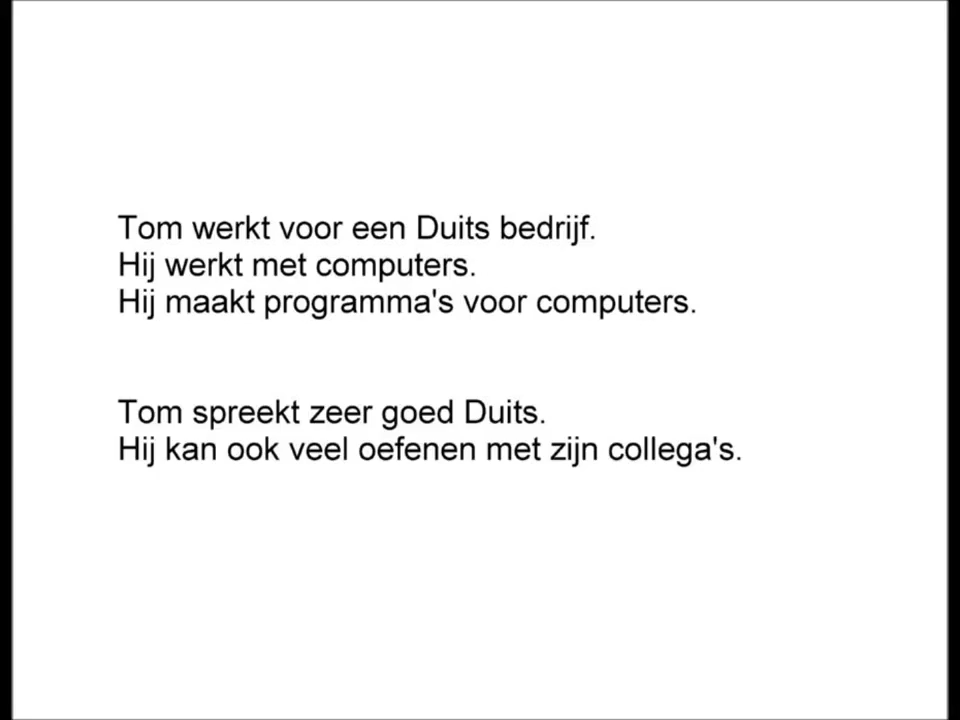 Tom werkt voor een Duits bedrijf.
Hij werkt met computers.
Hij maakt programma's voor computers.
Tom spreekt zeer goed Duits.
Hij kan ook veel oefenen met zijn collega's.